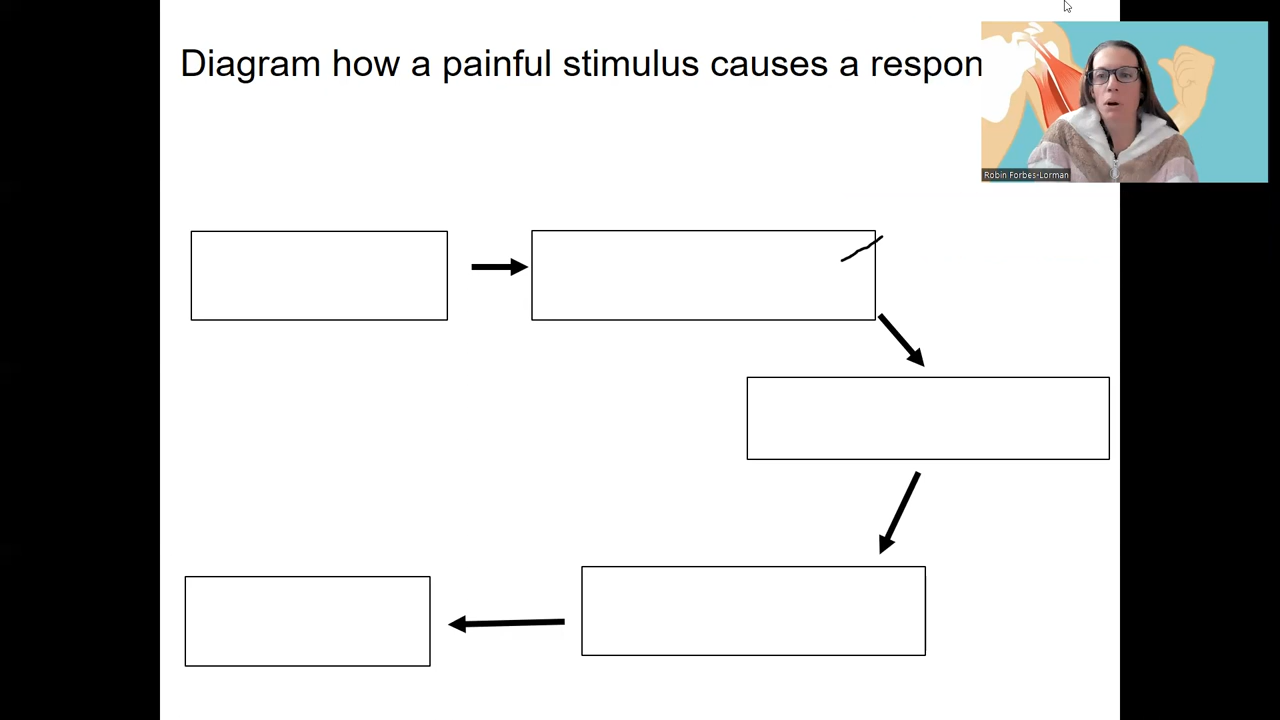 Diagram how a painful stimulus causes a respon
Robin Forbes-Lorman